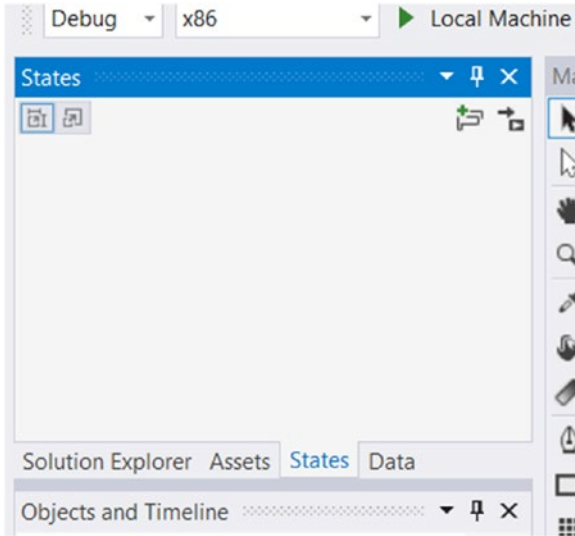 Debug x86 Local Machine
States
Solution Explorer Assets States Data
Objects and Timeline